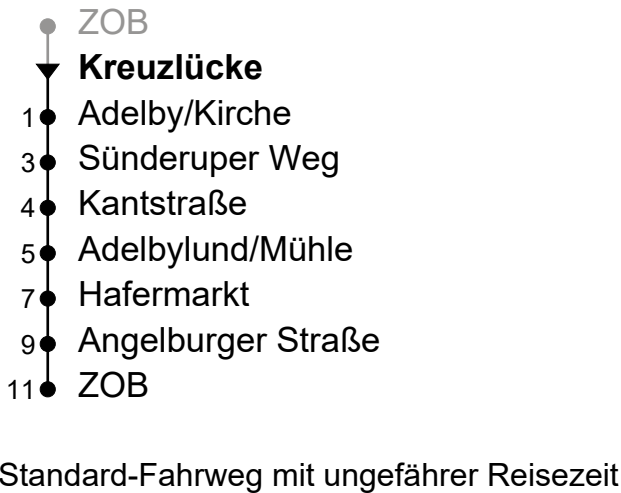 ZOB
Kreuzlücke
1 Adelby/Kirche
3 Sünderuper Weg
4 Kantstraße
5 Adelbylund/Mühle
7 Hafermarkt
9 Angelburger Straße
11 ZOB
Standard-Fahrweg mit ungefährer Reisezeit